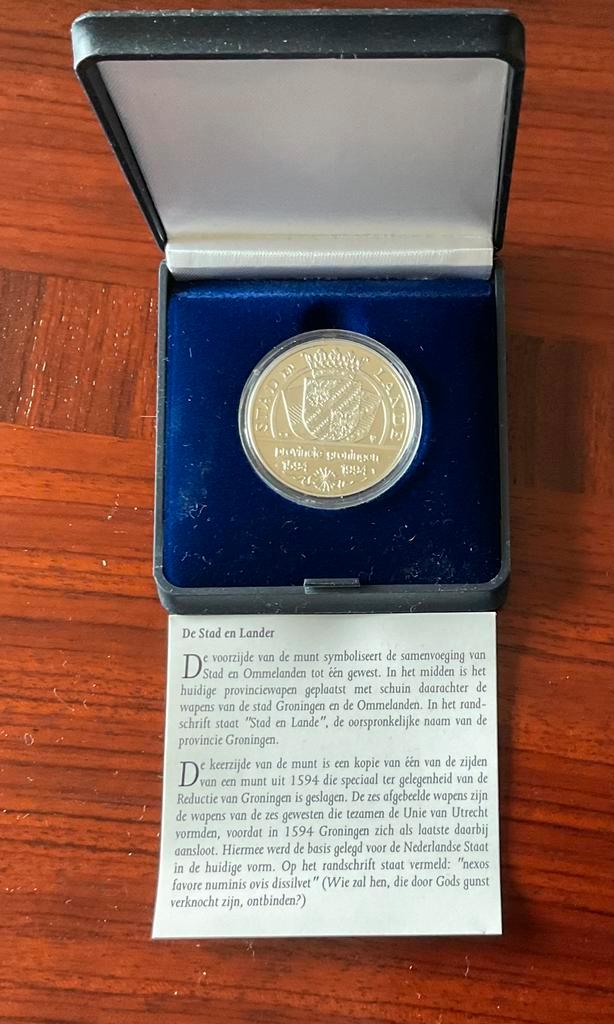 STAD EN LANDE
provincie groningen
1594 1994
De Stad en Lander
De voorzijde van de munt symboliseert de samenvoeging van
Stad en Ommelanden tot één gewest. In het midden is het
huidige provinciewapen geplaatst met schuin daarachter de
wapens van de stad Groningen en de Ommelanden. In het rand-
schrift staat "Stad en Lande", de oorspronkelijke naam van de
provincie Groningen.
De keerzijde van de munt is een kopie van één van de zijden
van een munt uit 1594 die speciaal ter gelegenheid van de
Reductie van Groningen is geslagen. De zes afgebeelde wapens zijn
de wapens van de zes gewesten die tezamen de Unie van Utrecht
vormden, voordat in 1594 Groningen zich als laatste daarbij
aansloot. Hiermee werd de basis gelegd voor de Nederlandse Staat
in de huidige vorm. Op het randschrift staat vermeld: "nexos
favore numinis ovis dissilvet" (Wie zal hen, die door Gods gunst
verknocht zijn, ontbinden?)